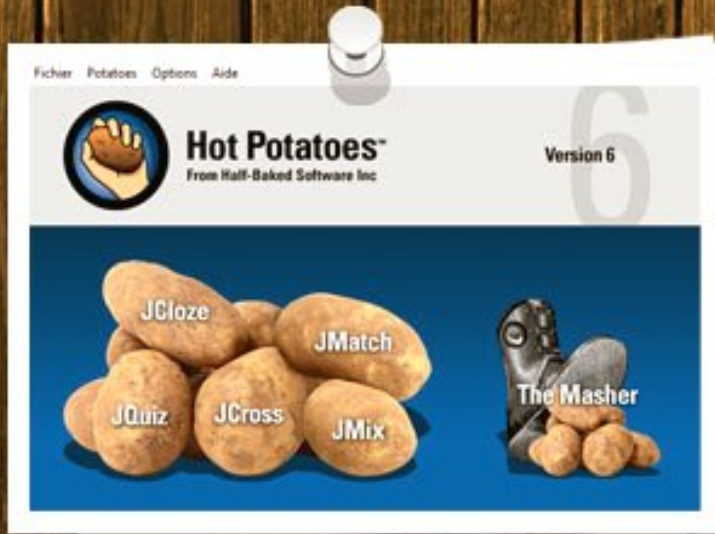 Fichier Potatoes Options Aide
6
Hot Potatoes™
From Half-Baked Software Inc
Version 6
JCloze
JMatch
JQuiz
JCross
JMix
The Masher